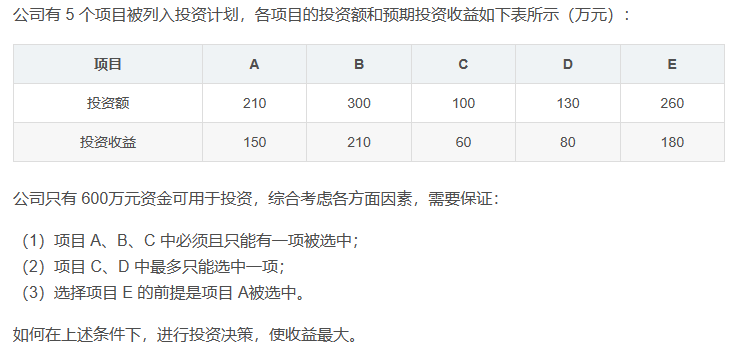 公司有 5 个项目被列入投资计划，各项目的投资额和预期投资收益如下表所示（万元）：
项目 A B C D E
投资额 210 300 100 130 260
投资收益 150 210 60 80 180
公司只有 600万元资金可用于投资，综合考虑各方面因素，需要保证：
（1）项目 A、B、C 中必须且只能有一项被选中；
（2）项目 C、D 中最多只能选中一项；
（3）选择项目 E 的前提是项目 A被选中。
如何在上述条件下，进行投资决策，使收益最大。